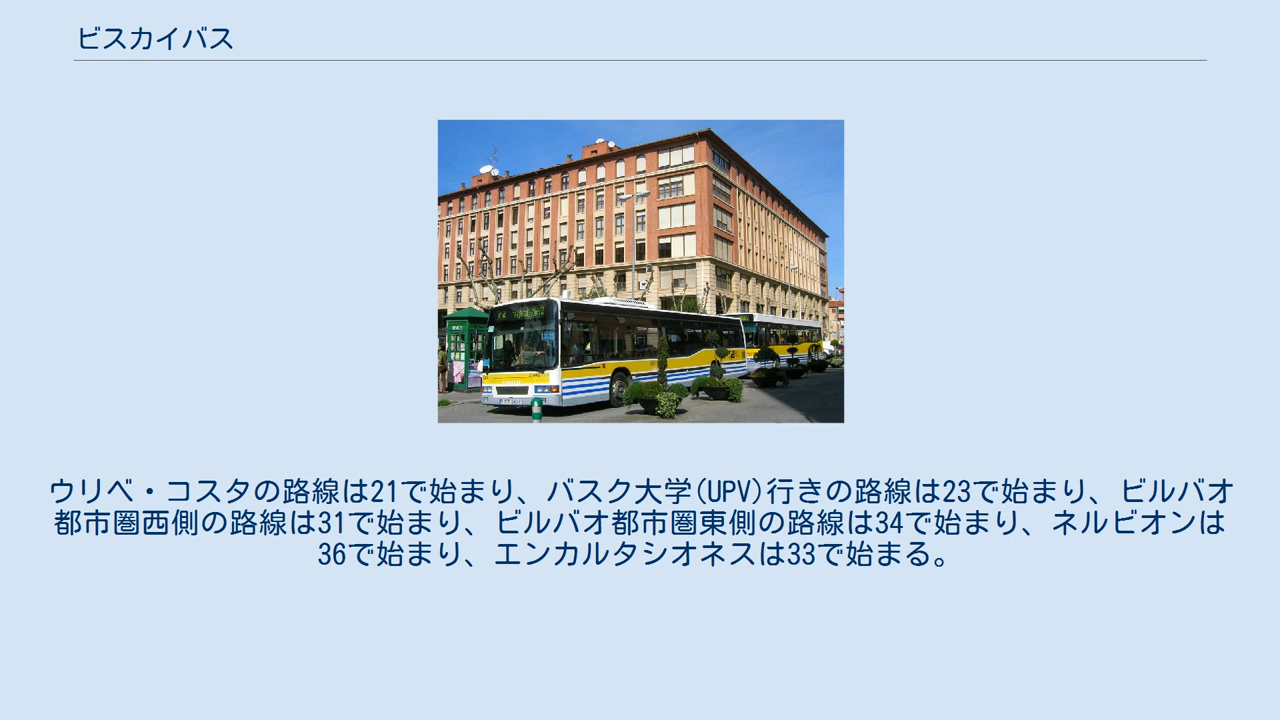 ビスカイバス
ウリベ・コスタの路線は21で始まり、バスク大学(UPV)行きの路線は23で始まり、ビルバオ
都市圏西側の路線は31で始まり、ビルバオ都市圏東側の路線は34で始まり、ネルビオンは
36で始まり、エンカルタシオネスは33で始まる。